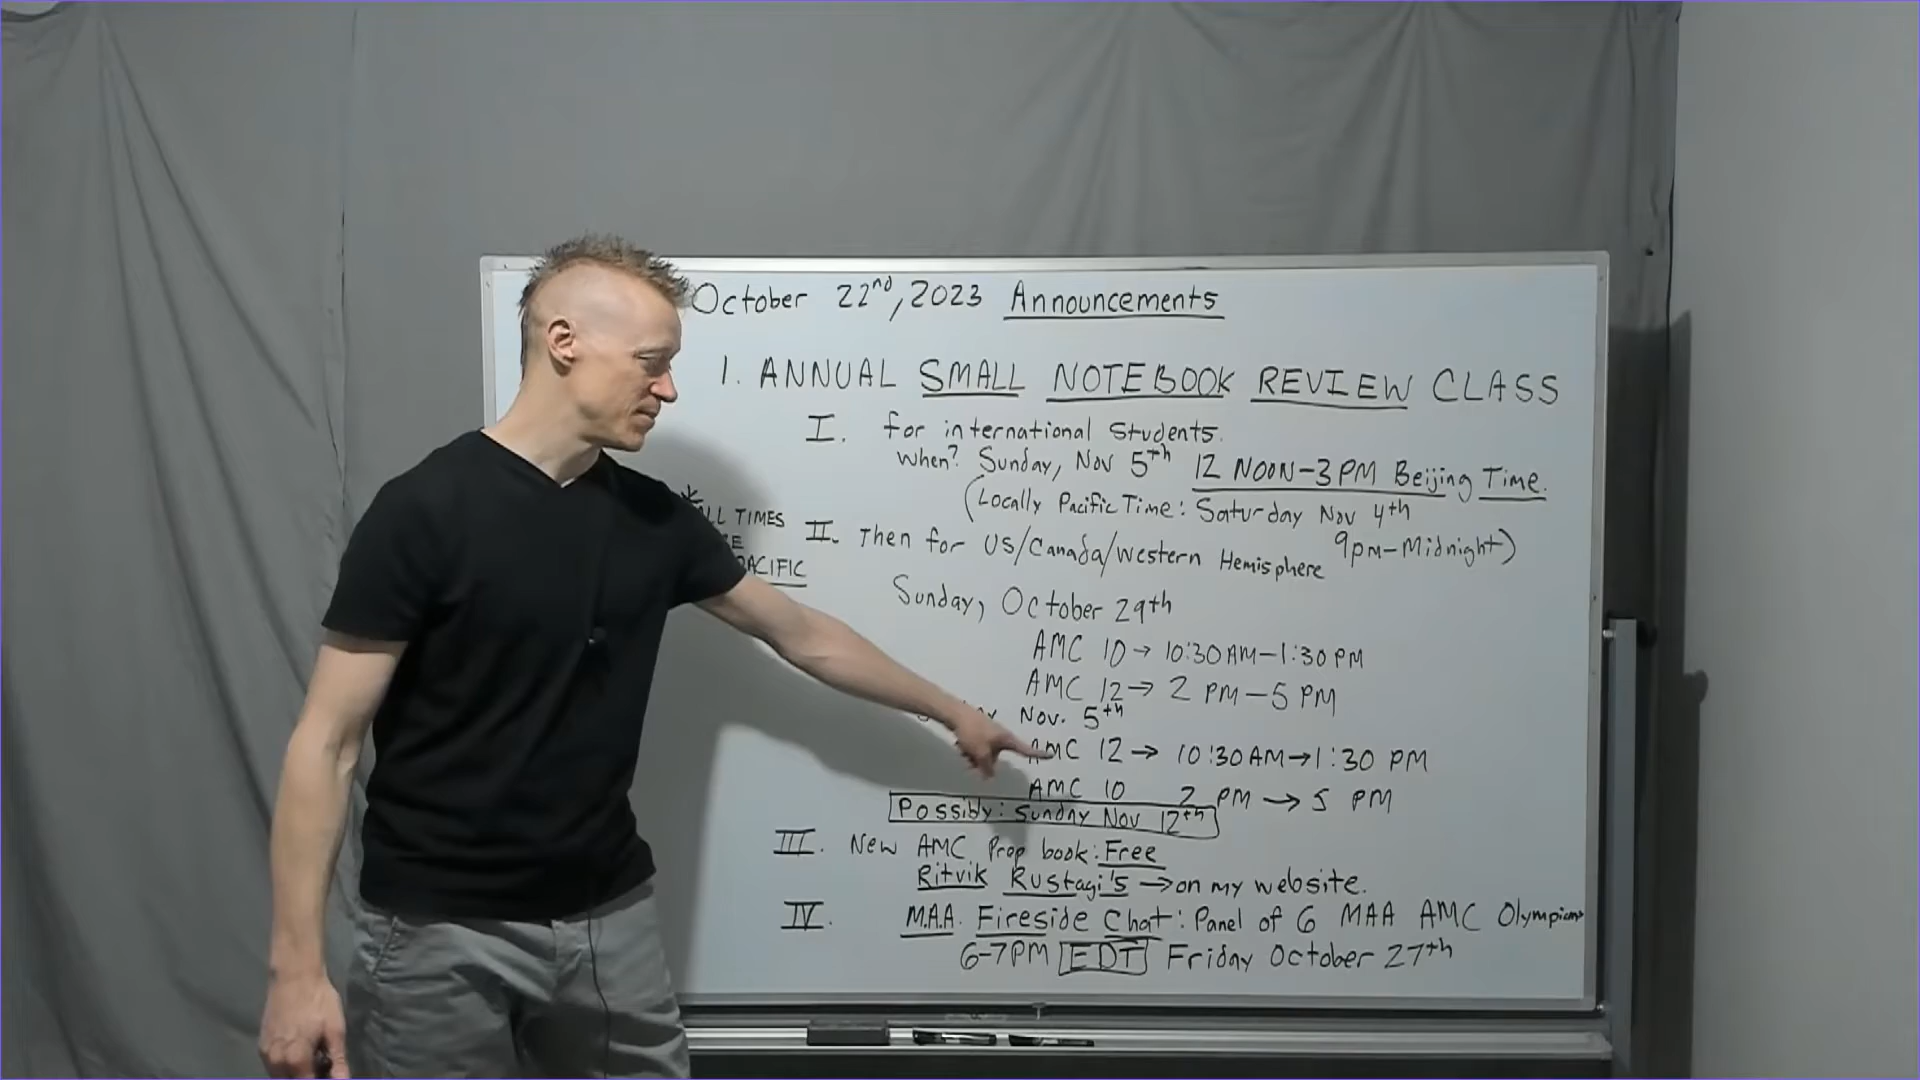 October 22nd, 2023 Announcements
1. ANNUAL SMALL NOTEBOOK REVIEW CLASS
I. for international Students.
when? Sunday, Nov 5th 12 NOON-3PM Beijing Time.
(Locally Pacific Time: Saturday Nov 4th
9pm-Midnight)
ALL TIMES
PACIFIC
II. Then for US/Canada/Western Hemisphere
Sunday, October 29th
AMC 10 → 10:30AM-1:30PM
AMC 12 → 2 PM-5 PM
Nov. 5th
AMC 12 → 10:30AM→1:30 PM
AMC 10 2 PM → 5 PM
Possibly: Sunday Nov 12th
III. New AMC Prep book: Free
Ritvik Rustagi's → on my website.
IV. M.A.A. Fireside Chat: Panel of 6 MAA AMC Olympians
6-7PM EDT Friday October 27th